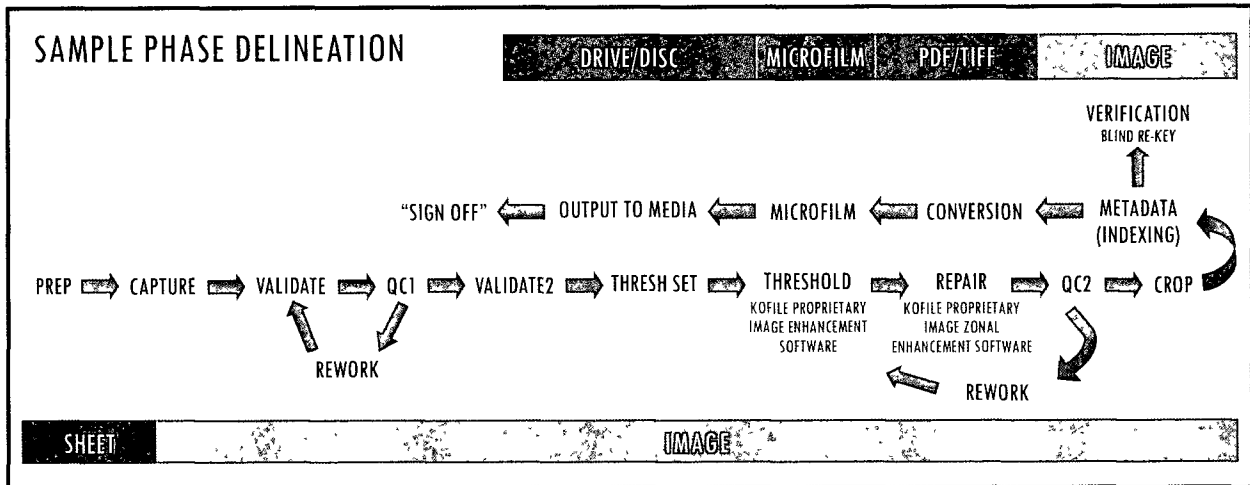 SAMPLE PHASE DELINEATION
DRIVE/DISC MICROFILM PDF/TIFF IMAGE
VERIFICATION
BLIND RE-KEY
"SIGN OFF" OUTPUT TO MEDIA MICROFILM CONVERSION METADATA
(INDEXING)
PREP CAPTURE VALIDATE QC1 VALIDATE2 THRESH SET THRESHOLD REPAIR QC2 CROP
KOFILE PROPRIETARY
IMAGE ENHANCEMENT
SOFTWARE
KOFILE PROPRIETARY
IMAGE ZONAL
ENHANCEMENT SOFTWARE
REWORK
REWORK
SHEET IMAGE